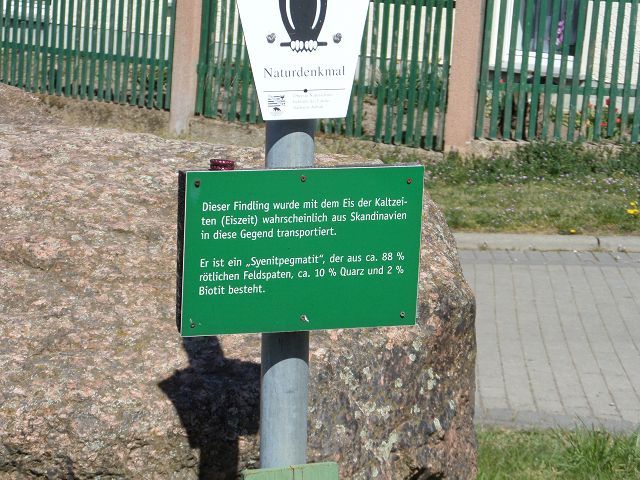 Naturdenkmal
Dieser Findling wurde mit dem Eis der Kaltzei-
ten (Eiszeit) wahrscheinlich aus Skandinavien
in diese Gegend transportiert.
Er ist ein „Syenitpegmatit", der aus ca. 88 %
rötlichen Feldspaten, ca. 10 % Quarz und 2 %
Biotit besteht.